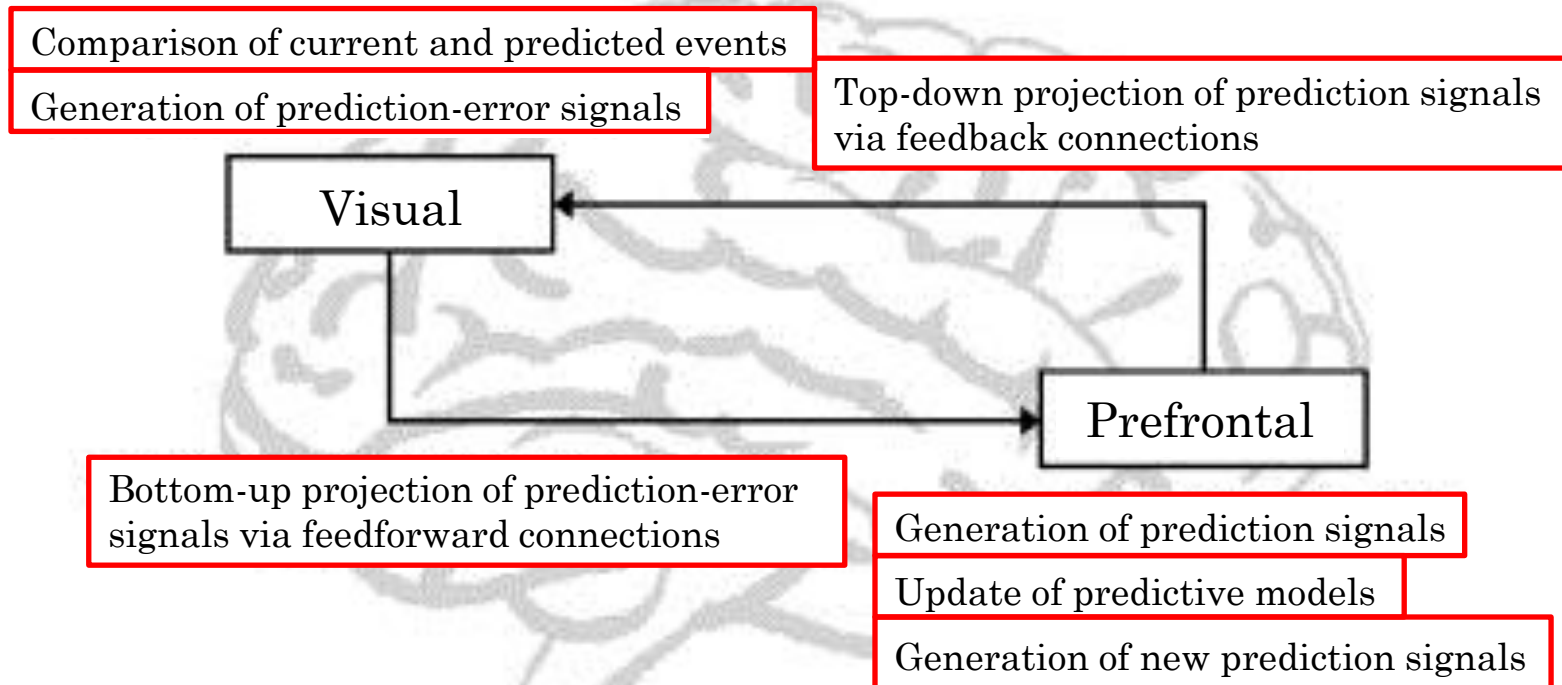 Comparison of current and predicted events
Generation of prediction-error signals
Top-down projection of prediction signals
via feedback connections
Visual
Prefrontal
Bottom-up projection of prediction-error
signals via feedforward connections
Generation of prediction signals
Update of predictive models
Generation of new prediction signals